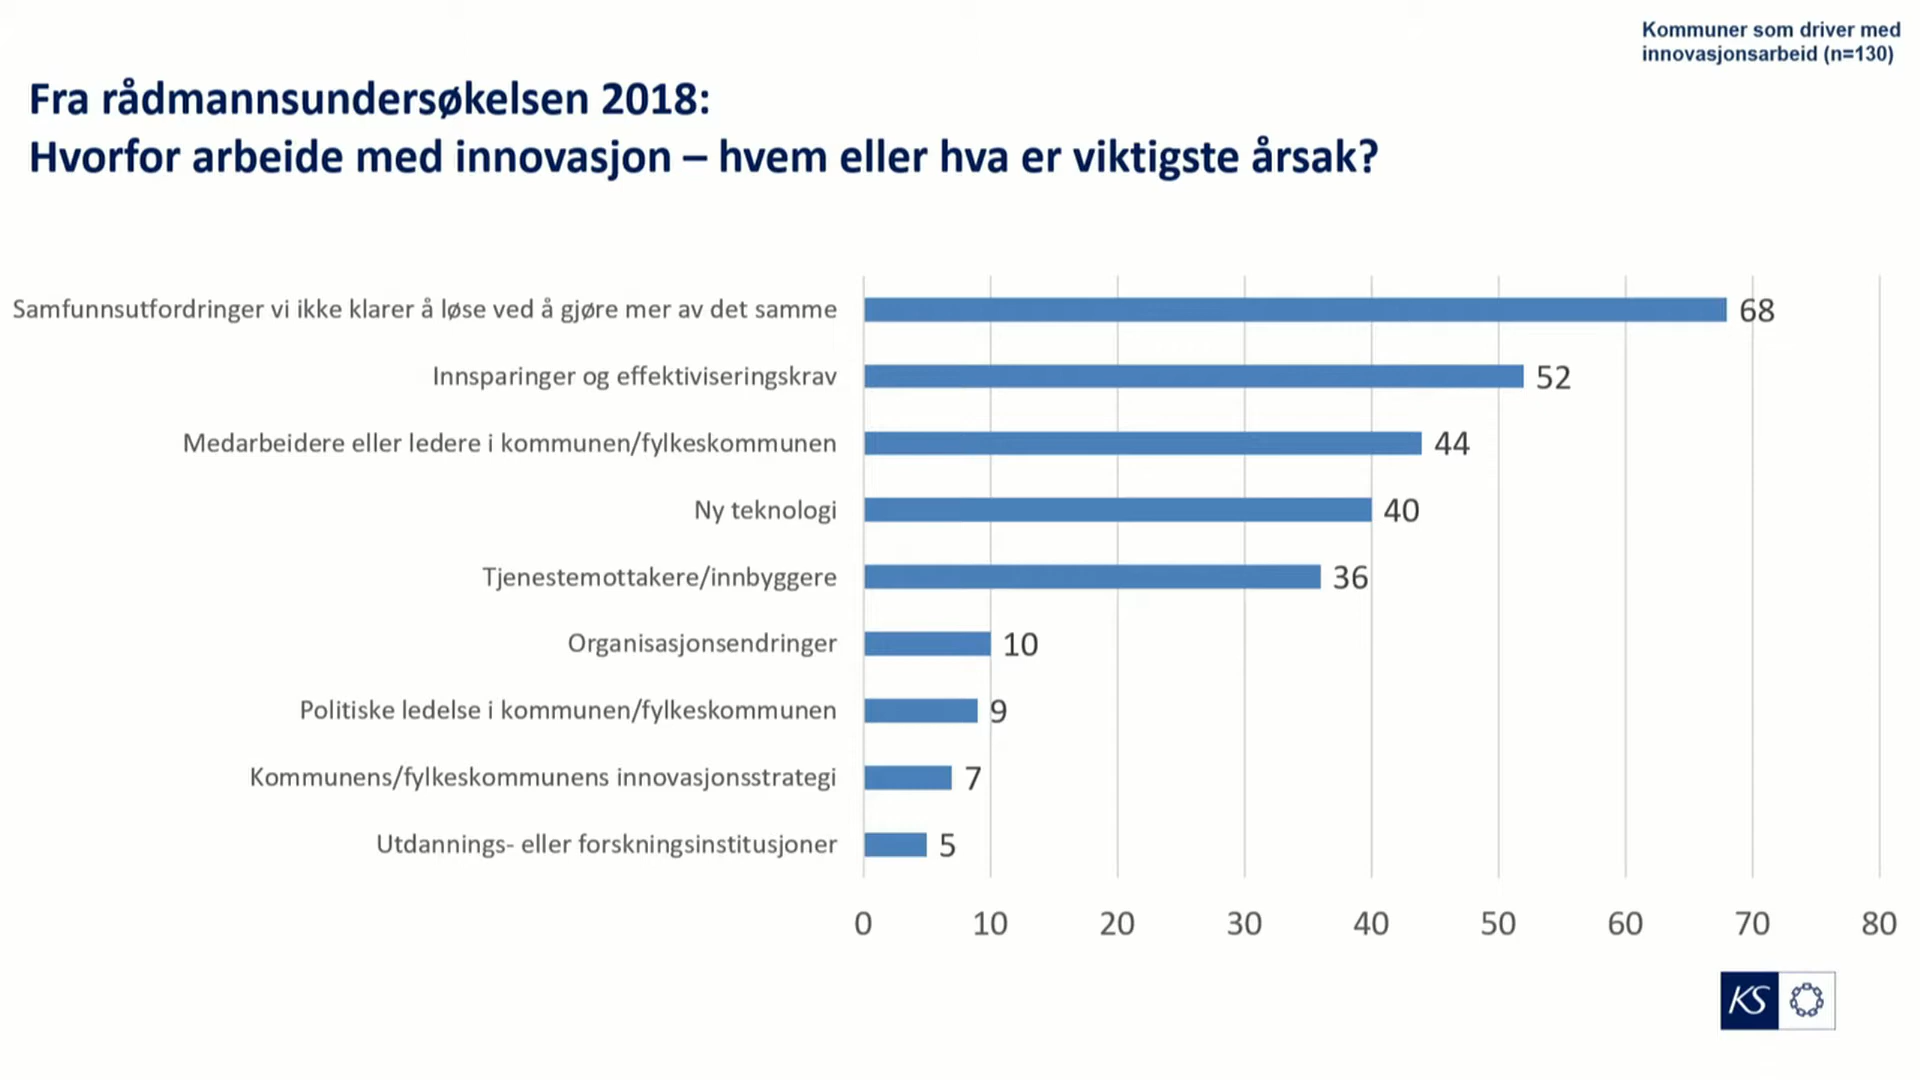 Kommuner som driver med
innovasjonsarbeid (n=130)
Fra rådmannsundersøkelsen 2018:
Hvorfor arbeide med innovasjon – hvem eller hva er viktigste årsak?
Samfunnsutfordringer vi ikke klarer å løse ved å gjøre mer av det samme 68
Innsparinger og effektiviseringskrav 52
Medarbeidere eller ledere i kommunen/fylkeskommunen 44
Ny teknologi 40
Tjenestemottakere/innbyggere 36
Organisasjonsendringer 10
Politiske ledelse i kommunen/fylkeskommunen 9
Kommunens/fylkeskommunens innovasjonsstrategi 7
Utdannings- eller forskningsinstitusjoner 5
0 10 20 30 40 50 60 70 80
KS